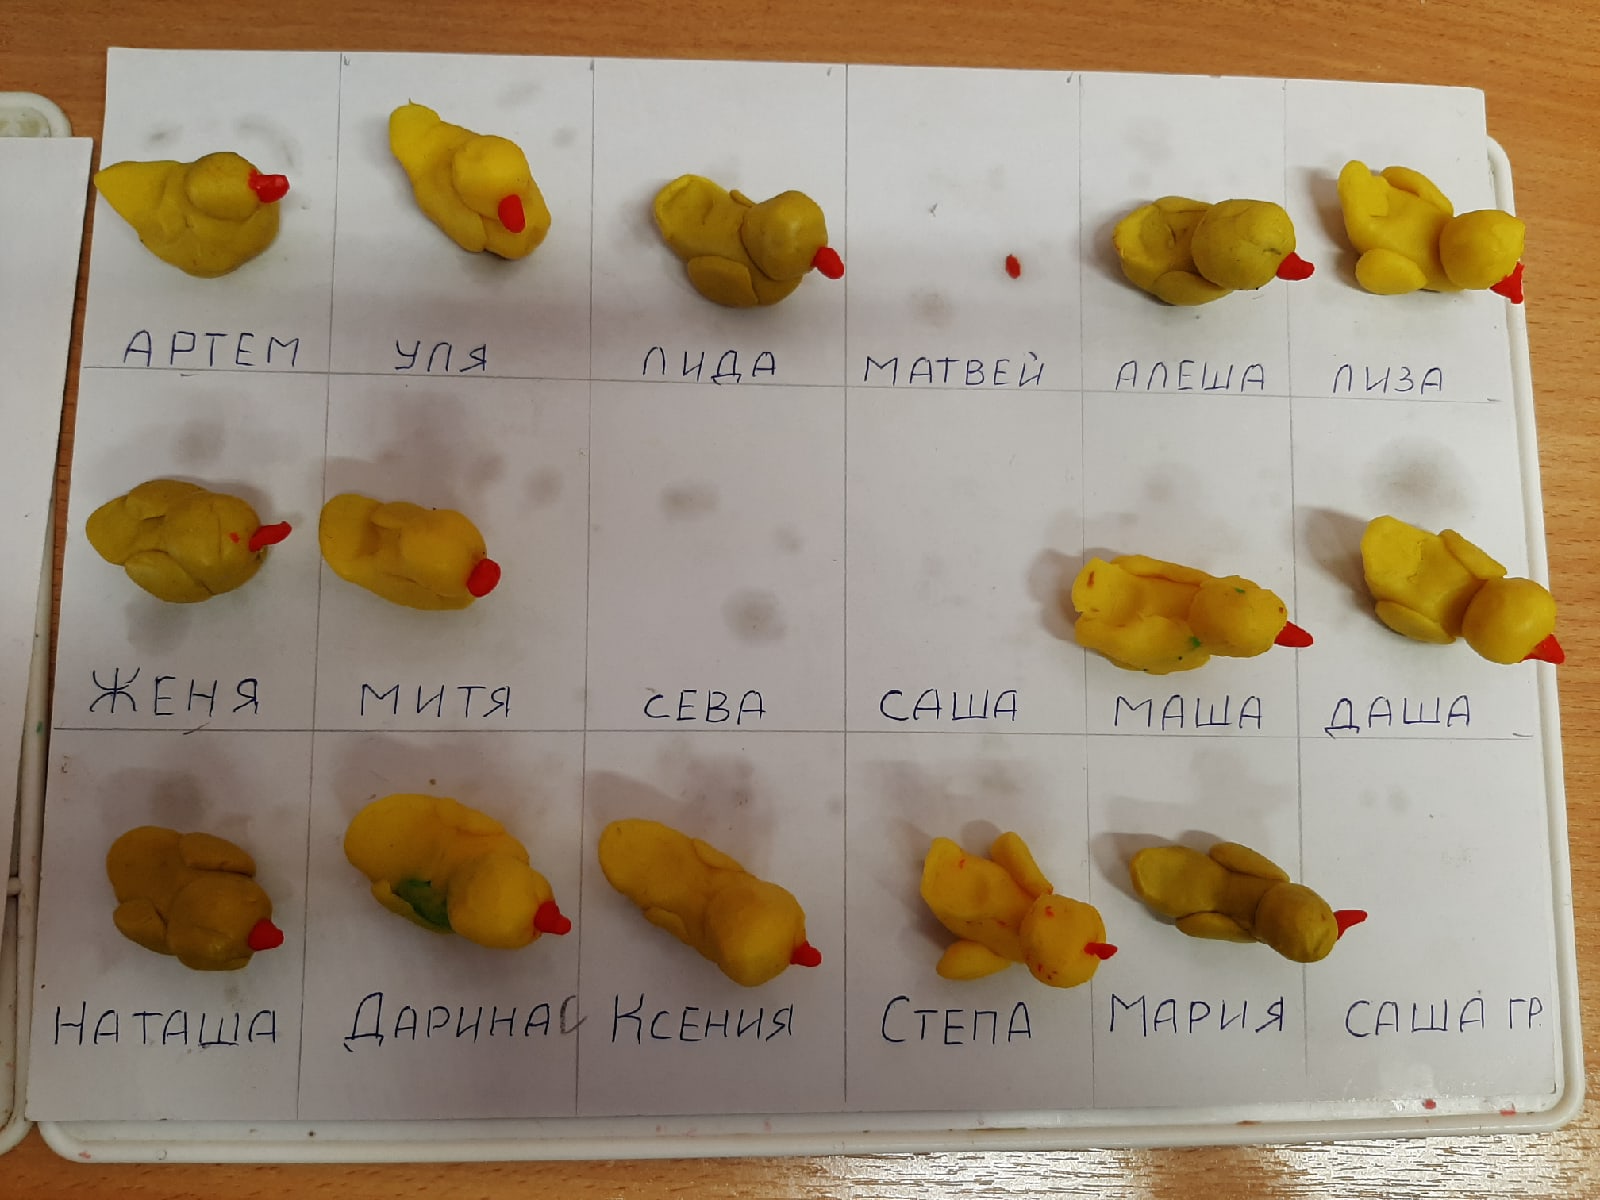 АРТЕМ УЛЯ ЛИДА МАТВЕЙ АЛЕША ЛИЗА
ЖЕНЯ МИТЯ СЕВА САША МАША ДАША
НАТАША ДАРИНА С КСЕНИЯ СТЕПА МАРИЯ САША ГР.